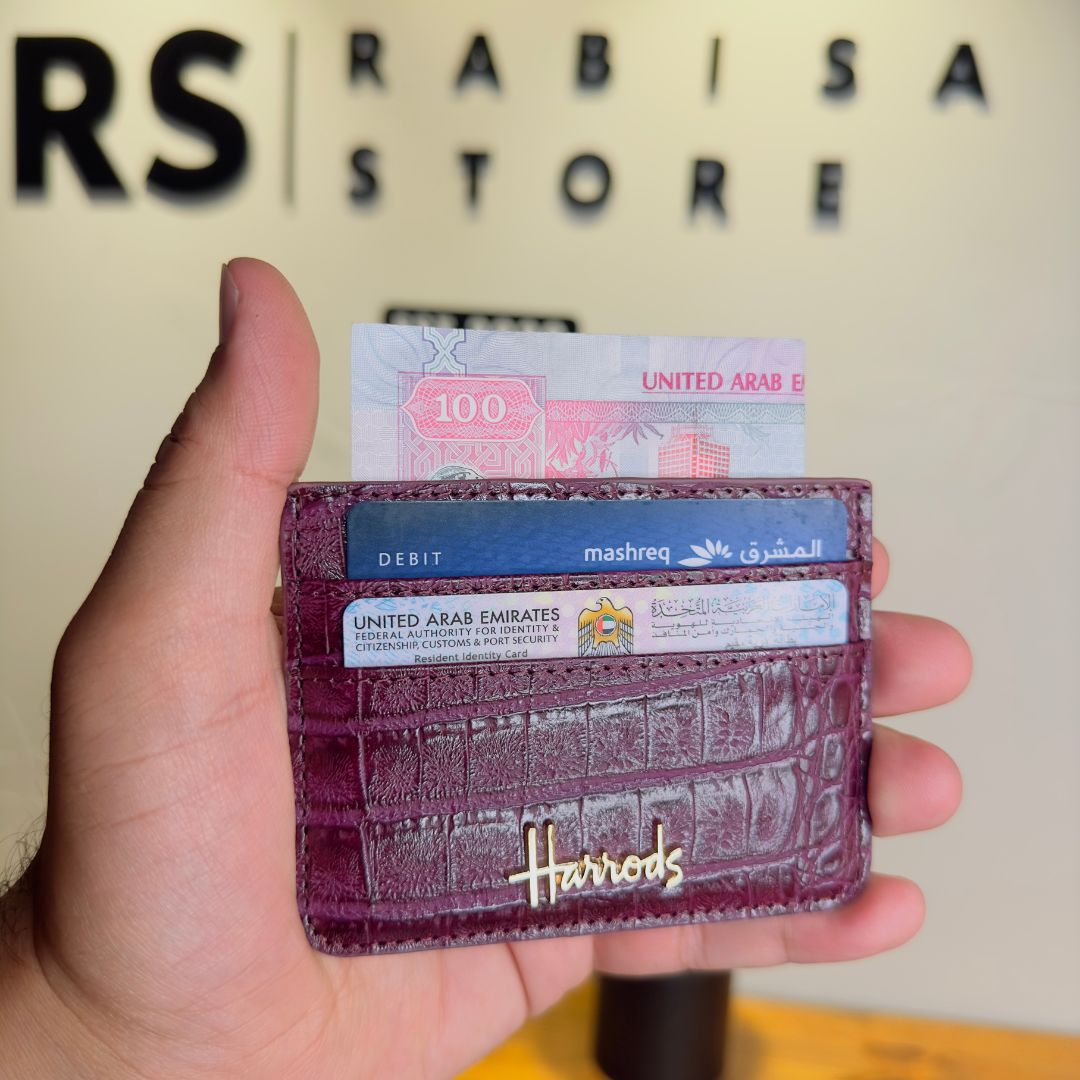 RS
RABISA
STORE
100
UNITED ARAB E
DEBIT
mashreq المشرق
UNITED ARAB EMIRATES
FEDERAL AUTHORITY FOR IDENTITY &
CITIZENSHIP, CUSTOMS & PORT SECURITY
Resident Identity Card
الإمارات العربية المتحدة
Harrods